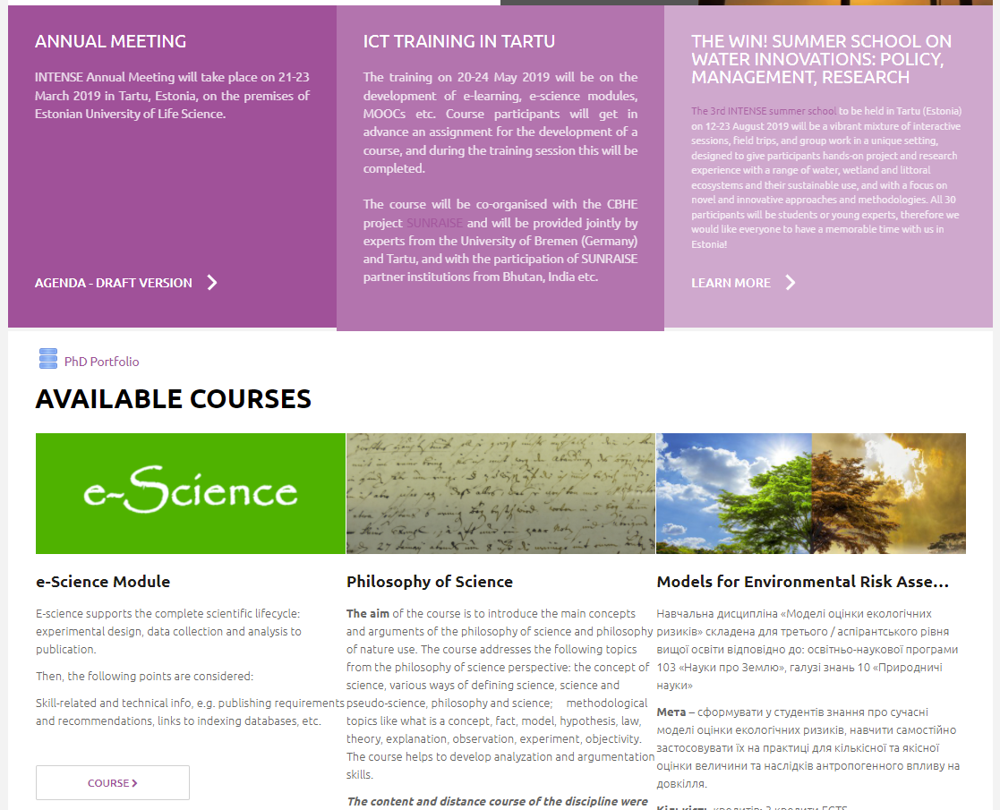 ANNUAL MEETING
INTENSE Annual Meeting will take place on 21-23
March 2019 in Tartu, Estonia, on the premises of
Estonian University of Life Science.
AGENDA - DRAFT VERSION
ICT TRAINING IN TARTU
The training on 20-24 May 2019 will be on the
development of e-learning, e-science modules,
MOOCs etc. Course participants will get in
advance an assignment for the development of a
course, and during the training session this will be
completed.
The course will be co-organised with the CBHE
project SUNRAISE and will be provided jointly by
experts from the University of Bremen (Germany)
and Tartu, and with the participation of SUNRAISE
partner institutions from Bhutan, India etc.
THE WIN! SUMMER SCHOOL ON
WATER INNOVATIONS: POLICY,
MANAGEMENT, RESEARCH
The 3rd INTENSE summer school to be held in Tartu (Estonia)
on 12-23 August 2019 will be a vibrant mixture of interactive
sessions, field trips, and group work in a unique setting,
designed to give participants hands-on project and research
experience with a range of water, wetland and littoral
ecosystems and their sustainable use, and with a focus on
novel and innovative approaches and methodologies. All 30
participants will be students or young experts, therefore we
would like everyone to have a memorable time with us in
Estonia!
LEARN MORE
PhD Portfolio
AVAILABLE COURSES
e-Science
e-Science Module
E-science supports the complete scientific lifecycle:
experimental design, data collection and analysis to
publication.
Then, the following points are considered:
Skill-related and technical info, e.g. publishing requirements
and recommendations, links to indexing databases, etc.
COURSE
Philosophy of Science
The aim of the course is to introduce the main concepts
and arguments of the philosophy of science and philosophy
of nature use. The course addresses the following topics
from the philosophy of science perspective: the concept of
science, various ways of defining science, science and
pseudo-science, philosophy and science; methodological
topics like what is a concept, fact, model, hypothesis, law,
theory, explanation, observation, experiment, objectivity.
The course helps to develop analyzation and argumentation
skills.
The content and distance course of the discipline were
Models for Environmental Risk Asse...
Навчальна дисципліна «Моделі оцінки екологічних
ризиків» складена для третього / аспірантського рівня
вищої освіти відповідно до: освітньо-наукової програми
103 «Науки про Землю», галузі знань 10 «Природничі
науки»
Мета – сформувати у студентів знання про сучасні
моделі оцінки екологічних ризиків, навчити самостійно
застосовувати їх на практиці для кількісної та якісної
оцінки величини та наслідків антропогенного впливу на
довкілля.
Кількість кредитів: 3 кредити ECTS